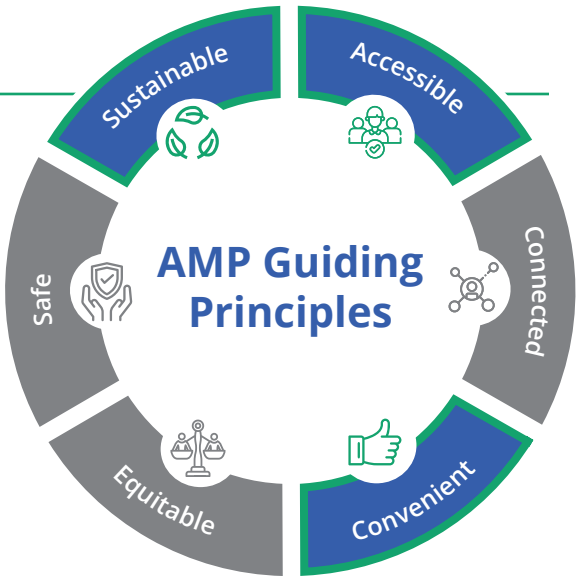 Sustainable
Accessible
Connected
Convenient
Equitable
Safe
AMP Guiding
Principles